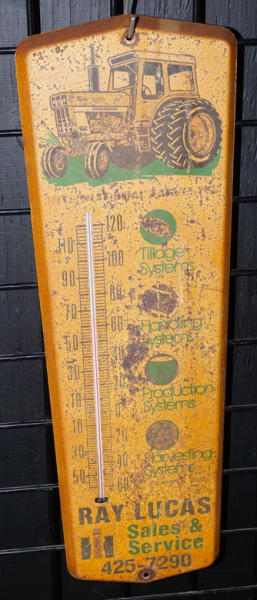 120
110
100
90
80
70
60
50
40
30
20
10
0
10
20
30
40
50
60
Tillage
Systems
Handling
Systems
Production
Systems
Harvesting
Systems
RAY LUCAS
IH Sales &
Service
425-7290